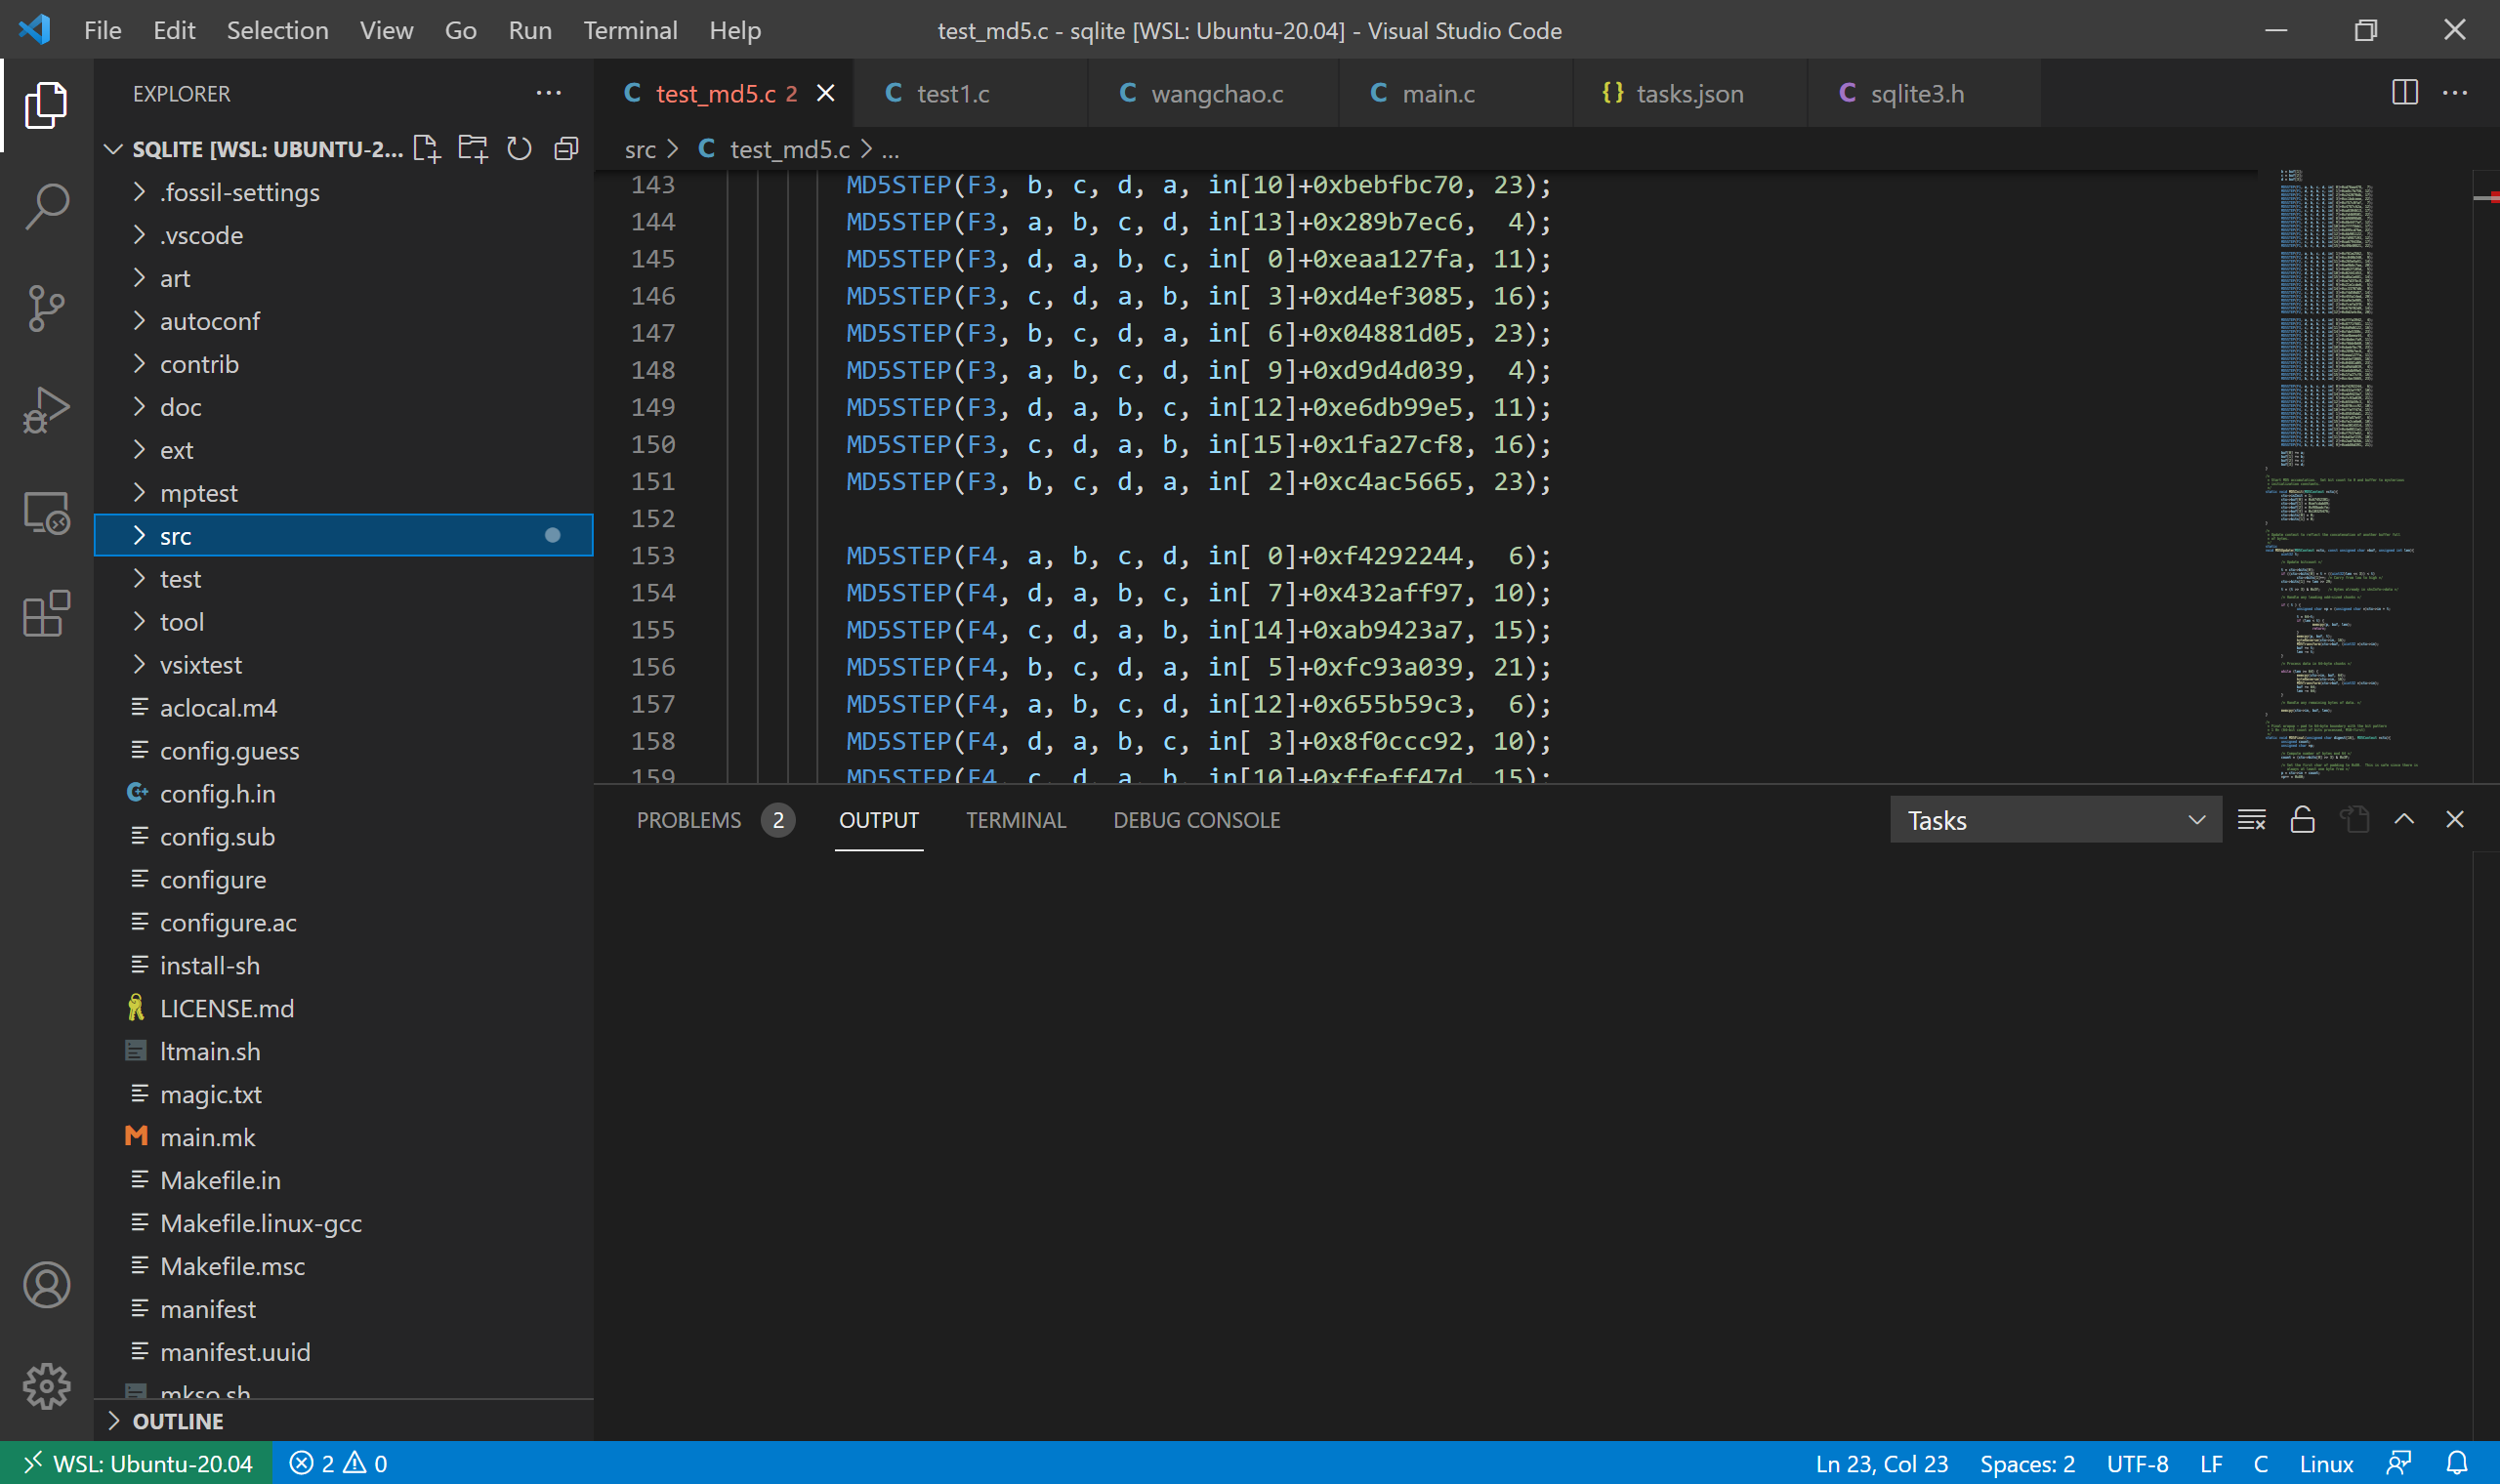 File Edit Selection View Go Run Terminal Help
test_md5.c - sqlite [WSL: Ubuntu-20.04] - Visual Studio Code
EXPLORER
SQLITE [WSL: UBUNTU-2...
.fossil-settings
.vscode
art
autoconf
contrib
doc
ext
mptest
src
test
tool
vsixtest
aclocal.m4
config.guess
config.h.in
config.sub
configure
configure.ac
install-sh
LICENSE.md
ltmain.sh
magic.txt
main.mk
Makefile.in
Makefile.linux-gcc
Makefile.msc
manifest
manifest.uuid
mkso.sh
OUTLINE
test_md5.c 2 test1.c wangchao.c main.c tasks.json sqlite3.h
src > test_md5.c > ...
143 MD5STEP(F3, b, c, d, a, in[10]+0xbebfbc70, 23);
144 MD5STEP(F3, a, b, c, d, in[13]+0x289b7ec6,  4);
145 MD5STEP(F3, d, a, b, c, in[ 0]+0xeaa127fa, 11);
146 MD5STEP(F3, c, d, a, b, in[ 3]+0xd4ef3085, 16);
147 MD5STEP(F3, b, c, d, a, in[ 6]+0x04881d05, 23);
148 MD5STEP(F3, a, b, c, d, in[ 9]+0xd9d4d039,  4);
149 MD5STEP(F3, d, a, b, c, in[12]+0xe6db99e5, 11);
150 MD5STEP(F3, c, d, a, b, in[15]+0x1fa27cf8, 16);
151 MD5STEP(F3, b, c, d, a, in[ 2]+0xc4ac5665, 23);
152
153 MD5STEP(F4, a, b, c, d, in[ 0]+0xf4292244,  6);
154 MD5STEP(F4, d, a, b, c, in[ 7]+0x432aff97, 10);
155 MD5STEP(F4, c, d, a, b, in[14]+0xab9423a7, 15);
156 MD5STEP(F4, b, c, d, a, in[ 5]+0xfc93a039, 21);
157 MD5STEP(F4, a, b, c, d, in[12]+0x655b59c3,  6);
158 MD5STEP(F4, d, a, b, c, in[ 3]+0x8f0ccc92, 10);
159 MD5STEP(F4, c, d, a, b, in[10]+0xffeff47d, 15);
PROBLEMS 2 OUTPUT TERMINAL DEBUG CONSOLE
Tasks
WSL: Ubuntu-20.04 2 0
Ln 23, Col 23 Spaces: 2 UTF-8 LF C Linux